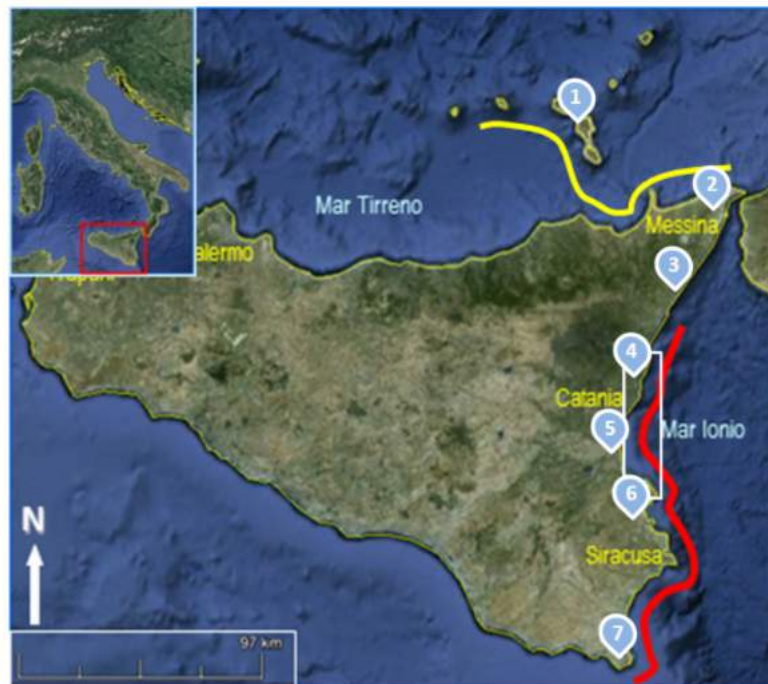 1
Mar Tirreno
2
Messina
alermo
3
4
Catania
5
Mar Ionio
6
Siracusa
N
7
97 km